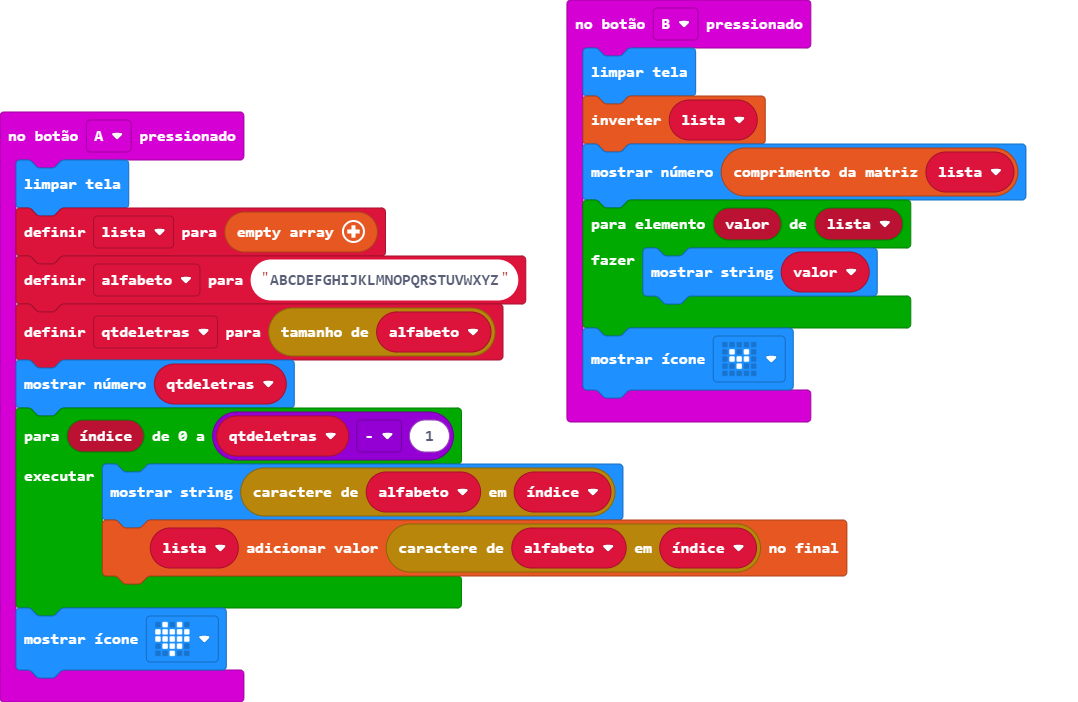 no botão A pressionado
limpar tela
definir lista para empty array
definir alfabeto para "ABCDEFGHIJKLMNOPQRSTUVWXYZ"
definir qtdeletras para tamanho de alfabeto
mostrar número qtdeletras
para índice de 0 a qtdeletras - 1
executar
mostrar string caractere de alfabeto em índice
lista adicionar valor caractere de alfabeto em índice no final
mostrar ícone
no botão B pressionado
limpar tela
inverter lista
mostrar número comprimento da matriz lista
para elemento valor de lista
fazer
mostrar string valor
mostrar ícone